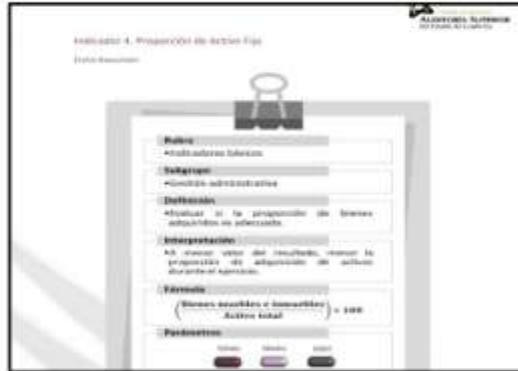 Auditoría Superior
Indicador 4. Proporción de Activo Fijo
Ficha Resumen
Rubro
•Indicadores básicos
Subgrupo
•Gestión administrativa
Definición
•Evaluar si la proporción de bienes
adquiridos es adecuada.
Interpretación
•A menor valor del resultado, menor la
proporción de adquisición de activos
durante el ejercicio.
Fórmula
(Bienes muebles e inmuebles / Activo total) × 100
Parámetros